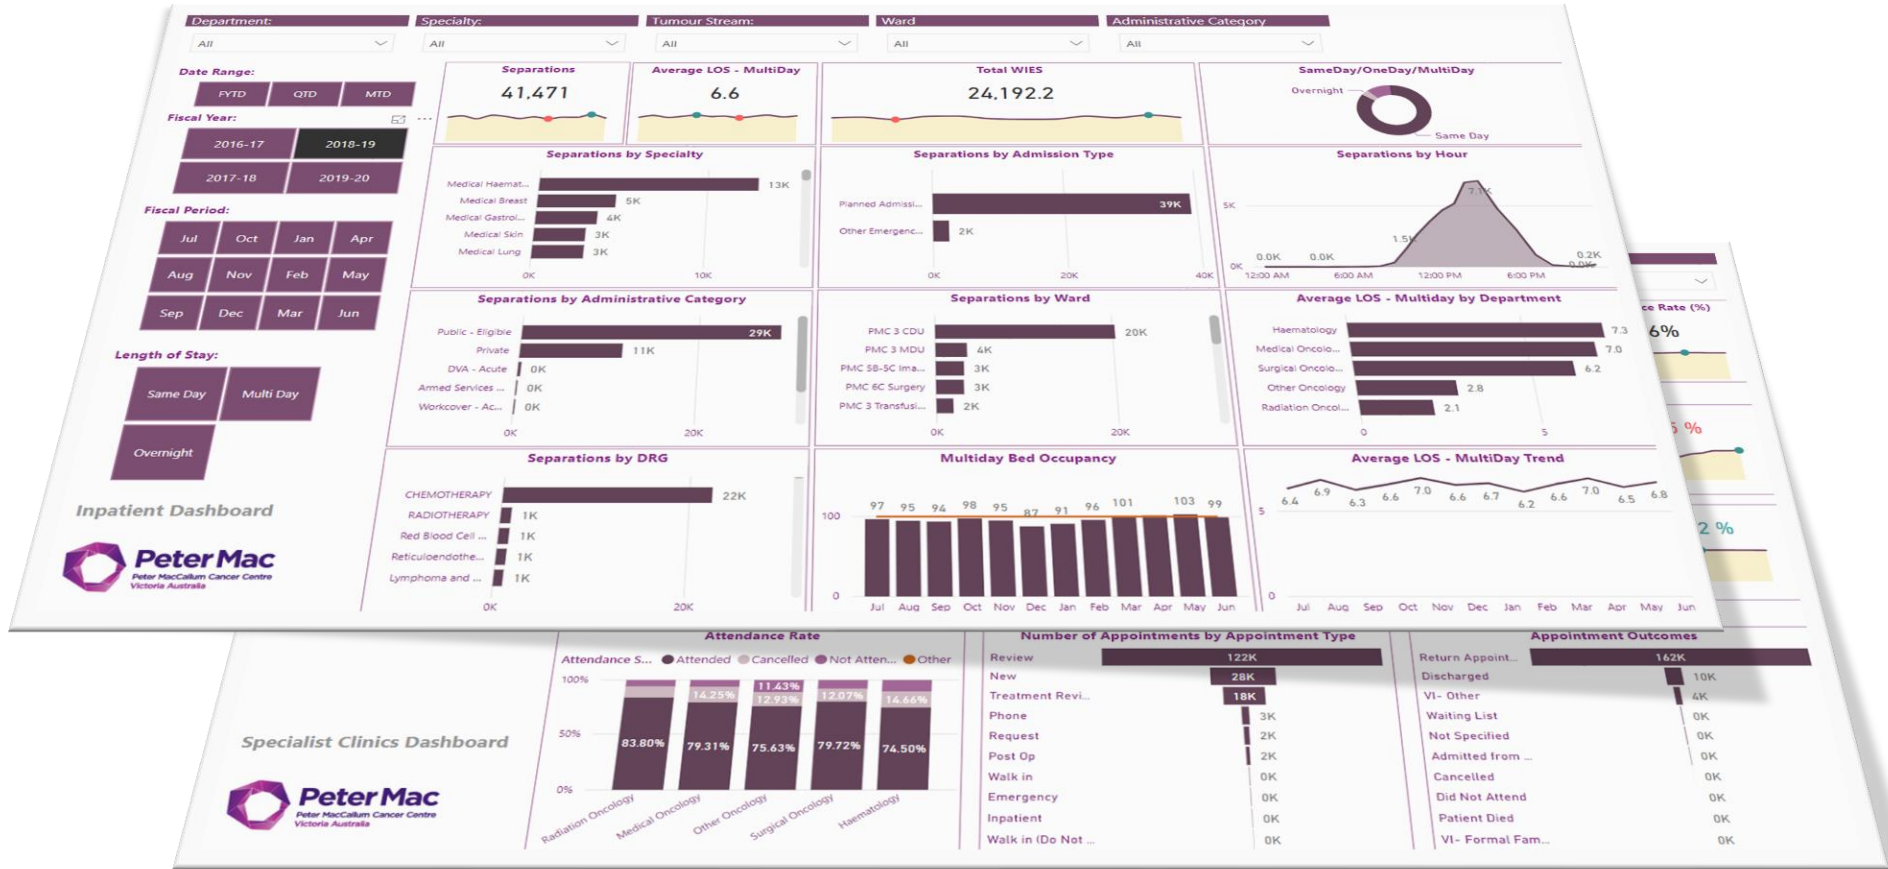 Department: Specialty: Tumour Stream: Ward Administrative Category
All All All All All
Date Range:
FYTD QTD MTD
Fiscal Year:
2016-17 2018-19
2017-18 2019-20
Fiscal Period:
Jul Oct Jan Apr
Aug Nov Feb May
Sep Dec Mar Jun
Length of Stay:
Same Day Multi Day
Overnight
Inpatient Dashboard
Peter Mac
Peter MacCallum Cancer Centre
Victoria Australia
Separations
41,471
Average LOS - MultiDay
6.6
Total WIES
24,192.2
SameDay/OneDay/MultiDay
Overnight
Same Day
Separations by Specialty
Medical Haemat... 13K
Medical Breast 5K
Medical Gastroi... 4K
Medical Skin 3K
Medical Lung 3K
0K 10K
Separations by Admission Type
Planned Admissi... 39K
Other Emergenc... 2K
0K 20K 40K
Separations by Hour
5K
0K
0.0K 0.0K 1.5K 7.1K 0.2K
0.0K
12:00 AM 6:00 AM 12:00 PM 6:00 PM
Separations by Administrative Category
Public - Eligible 29K
Private 11K
DVA - Acute 0K
Armed Services ... 0K
Workcover - Ac... 0K
0K 20K
Separations by Ward
PMC 3 CDU 20K
PMC 3 MDU 4K
PMC 5B-5C Ima... 3K
PMC 6C Surgery 3K
PMC 3 Transfusi... 2K
0K 20K
Average LOS - Multiday by Department
Haematology 7.3
Medical Oncolo... 7.0
Surgical Oncolo... 6.2
Other Oncology 2.8
Radiation Oncol... 2.1
0 5
Separations by DRG
CHEMOTHERAPY 22K
RADIOTHERAPY 1K
Red Blood Cell ... 1K
Reticuloendothe... 1K
Lymphoma and ... 1K
0K 20K
Multiday Bed Occupancy
100
0
97 95 94 98 95 87 91 96 101 103 99
Jul Aug Sep Oct Nov Dec Jan Feb Mar Apr May Jun
Average LOS - MultiDay Trend
5
0
6.4 6.9 6.3 6.6 7.0 6.6 6.7 6.2 6.6 7.0 6.5 6.8
Jul Aug Sep Oct Nov Dec Jan Feb Mar Apr May Jun
ce Rate (%)
6%
%
2 %
Specialist Clinics Dashboard
Peter Mac
Peter MacCallum Cancer Centre
Victoria Australia
Attendance Rate
Attendance S... Attended Cancelled Not Atten... Other
100%
50%
0%
11.43%
14.25% 12.93% 12.07% 14.66%
83.80% 79.31% 75.63% 79.72% 74.50%
Radiation Oncology Medical Oncology Other Oncology Surgical Oncology Haematology
Number of Appointments by Appointment Type
Review 122K
New 28K
Treatment Revi... 18K
Phone 3K
Request 2K
Post Op 2K
Walk in 0K
Emergency 0K
Inpatient 0K
Walk in (Do Not ... 0K
Appointment Outcomes
Return Appoint... 162K
Discharged 10K
VI- Other 4K
Waiting List 0K
Not Specified 0K
Admitted from ... 0K
Cancelled 0K
Did Not Attend 0K
Patient Died 0K
VI- Formal Fam... 0K